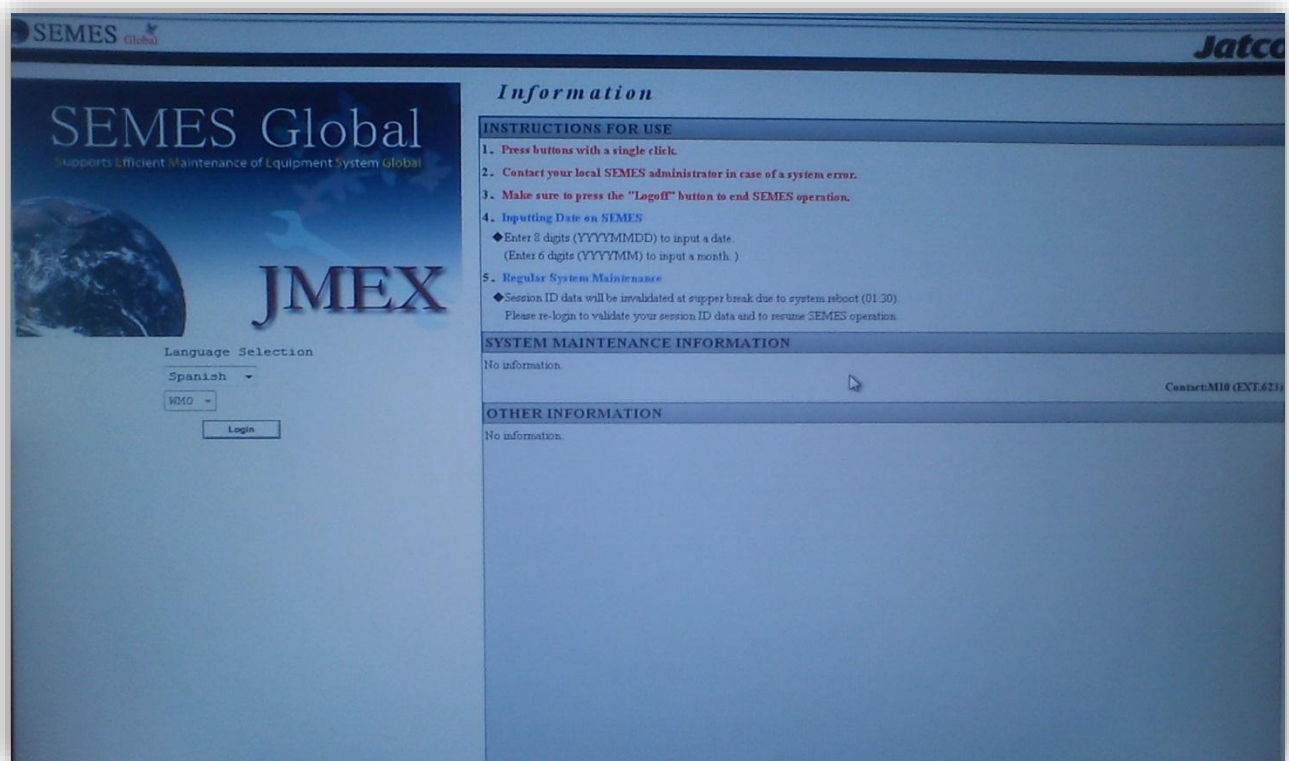 SEMES Global
Jatco
SEMES Global
Supports Efficient Maintenance of Equipment System Global
JMEX
Language Selection
Spanish
WM0
Login
Information
INSTRUCTIONS FOR USE
1. Press buttons with a single click.
2. Contact your local SEMES administrator in case of a system error.
3. Make sure to press the "Logoff" button to end SEMES operation.
4. Inputting Date on SEMES
◆Enter 8 digits (YYYYMMDD) to input a date.
(Enter 6 digits (YYYYMM) to input a month. )
5. Regular System Maintenance
◆Session ID data will be invalidated at supper break due to system reboot (01:30)
Please re-login to validate your session ID data and to resume SEMES operation.
SYSTEM MAINTENANCE INFORMATION
No information.
Contact:M10 (EXT.623)
OTHER INFORMATION
No information.